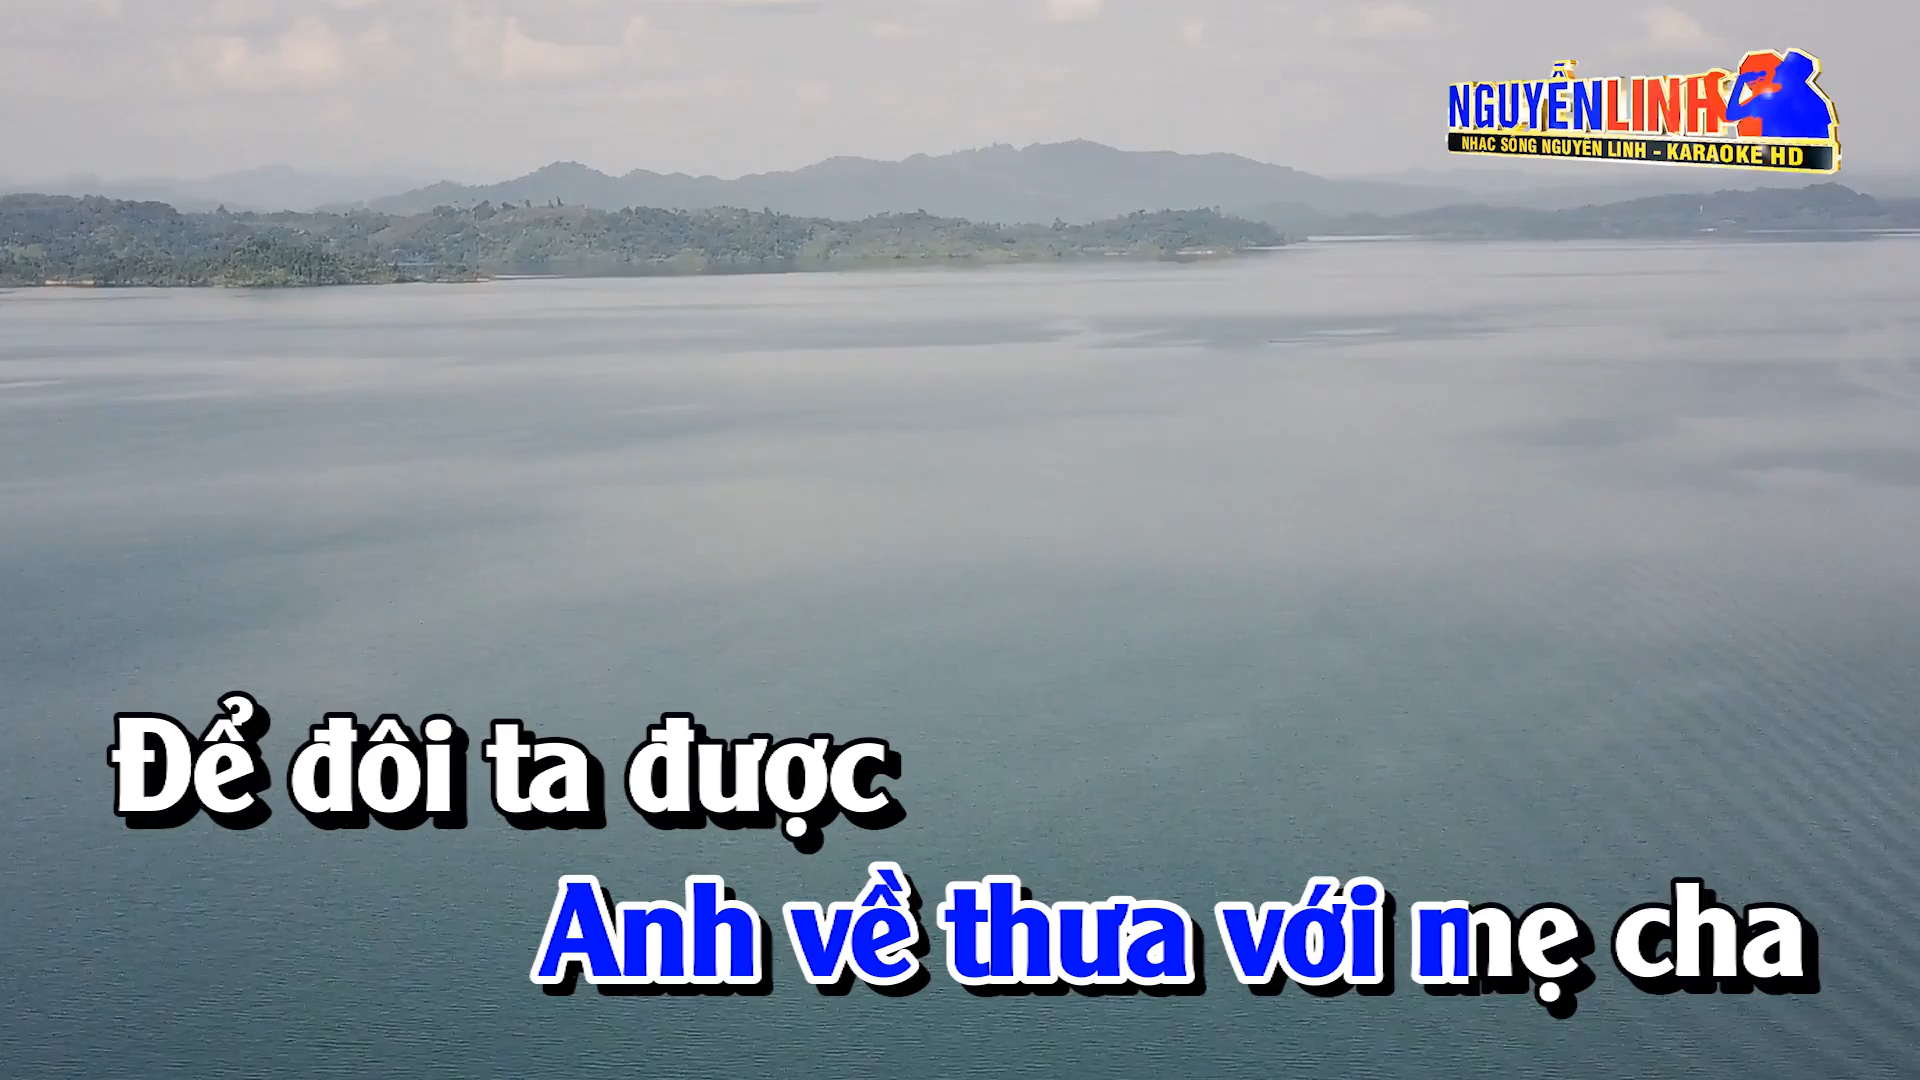 NGUYỄN LINH
NHẠC SỐNG NGUYỄN LINH - KARAOKE HD
Để đôi ta được
Anh về thưa với mẹ cha